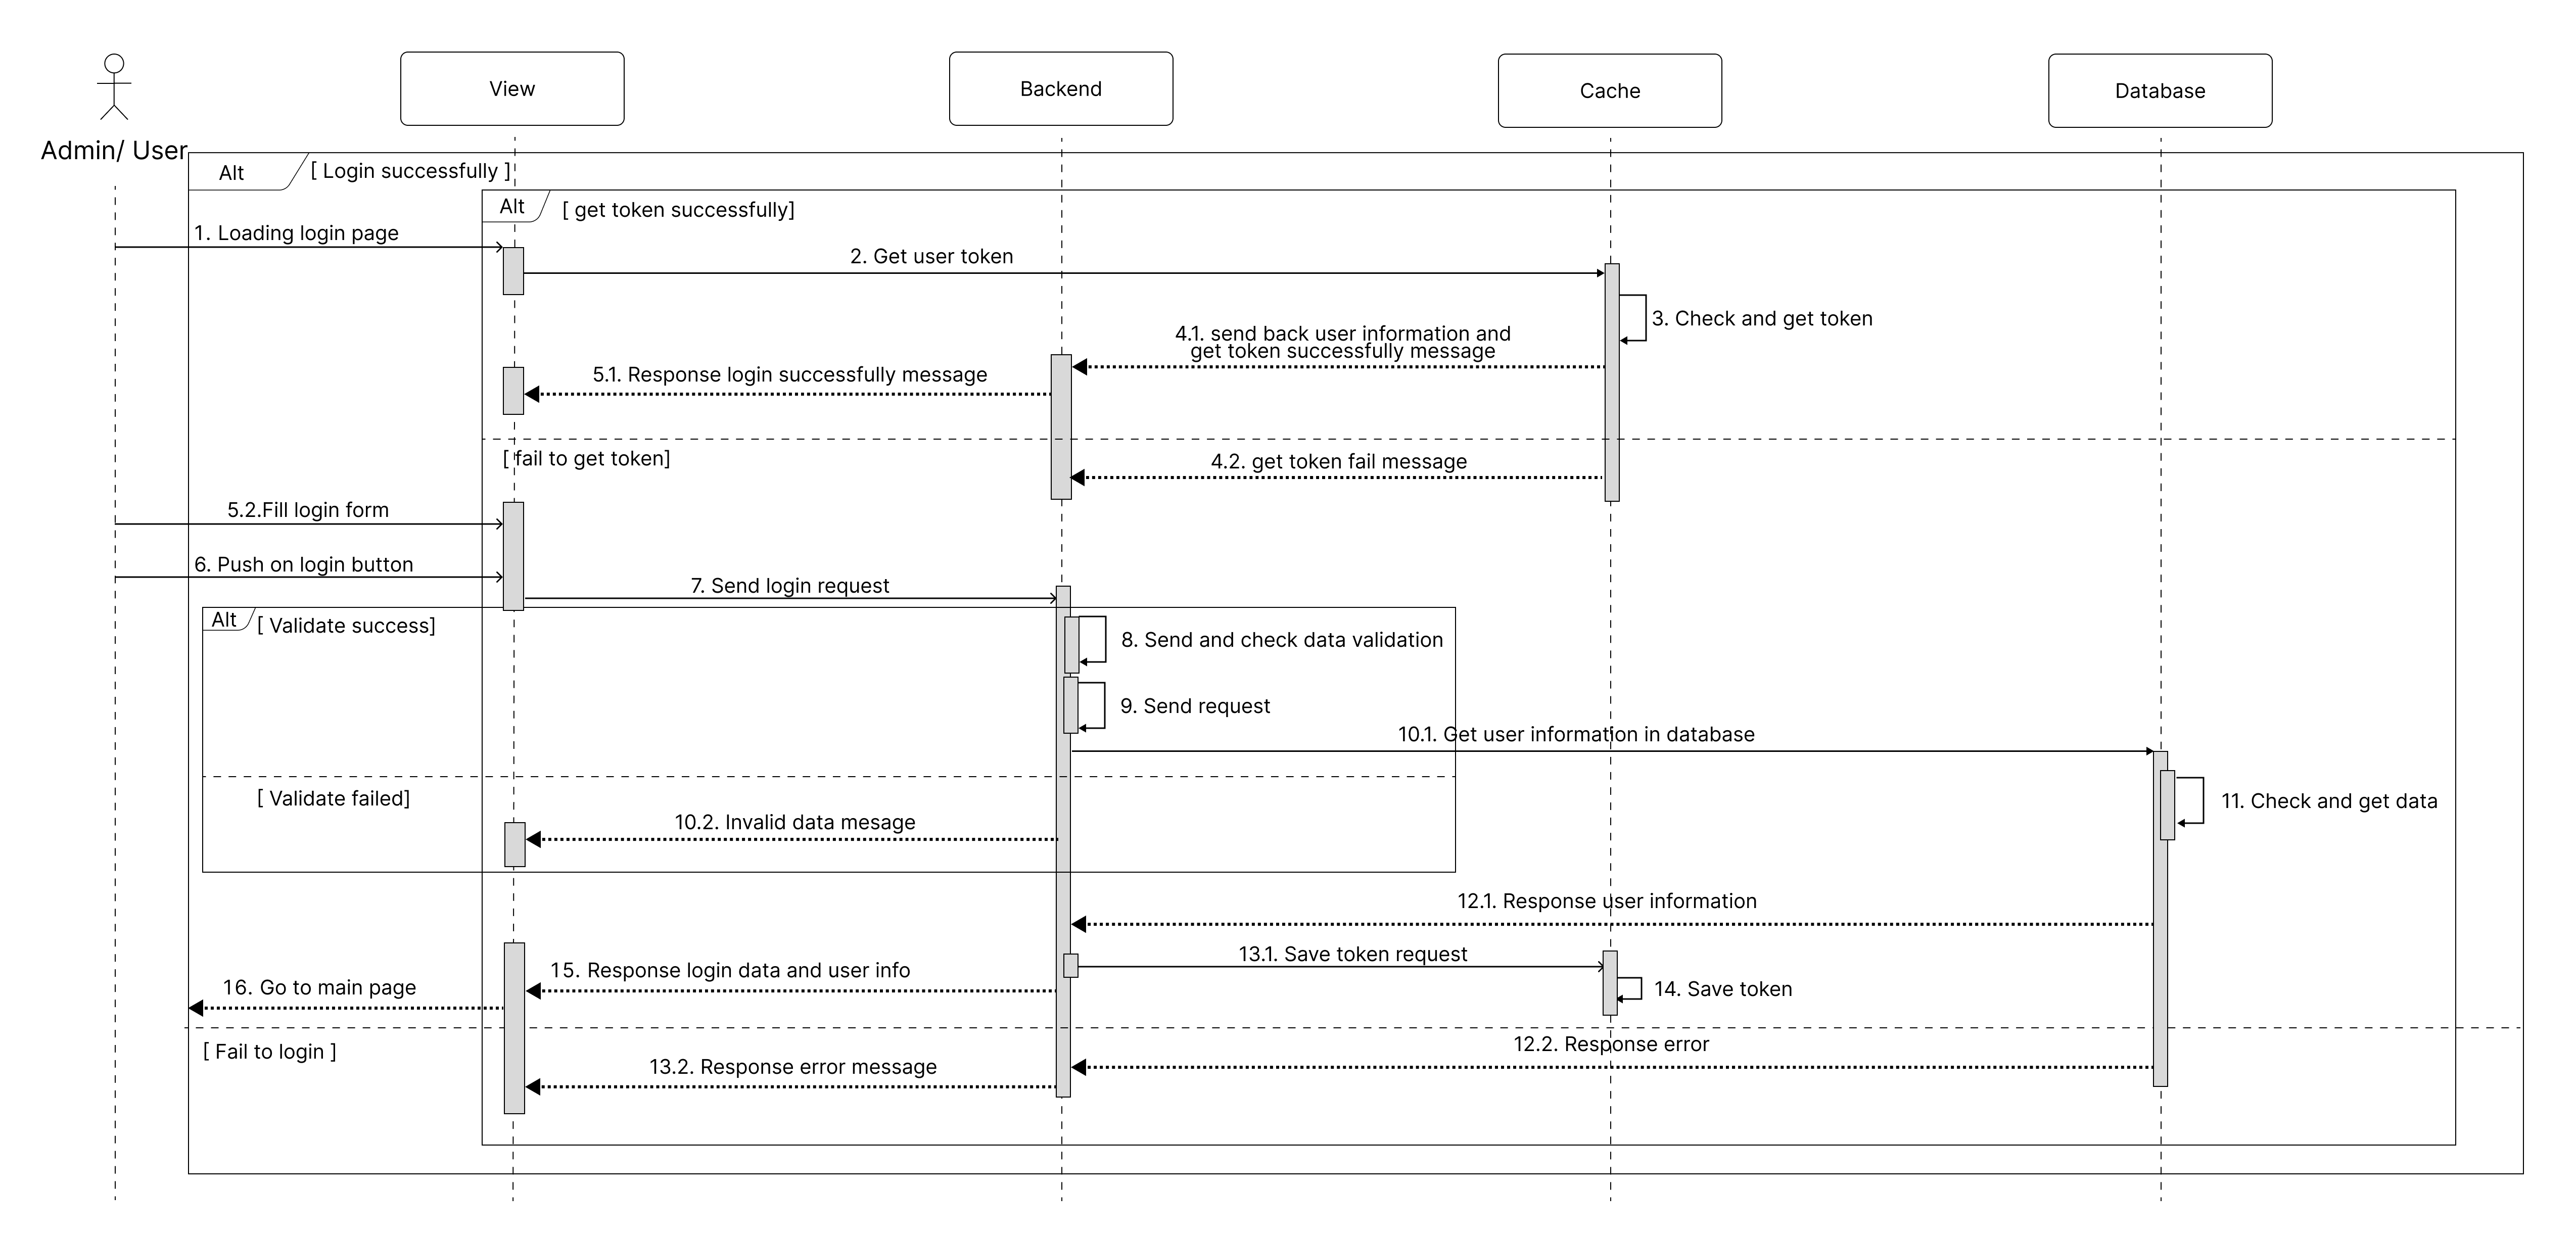 View
Backend
Cache
Database
Admin/ User
Alt
[ Login successfully ]
Alt
[ get token successfully]
1. Loading login page
2. Get user token
3. Check and get token
4.1. send back user information and
get token successfully message
5.1. Response login successfully message
[ fail to get token]
4.2. get token fail message
5.2.Fill login form
6. Push on login button
7. Send login request
Alt
[ Validate success]
8. Send and check data validation
9. Send request
10.1. Get user information in database
[ Validate failed]
11. Check and get data
10.2. Invalid data mesage
12.1. Response user information
13.1. Save token request
15. Response login data and user info
16. Go to main page
14. Save token
[ Fail to login ]
12.2. Response error
13.2. Response error message